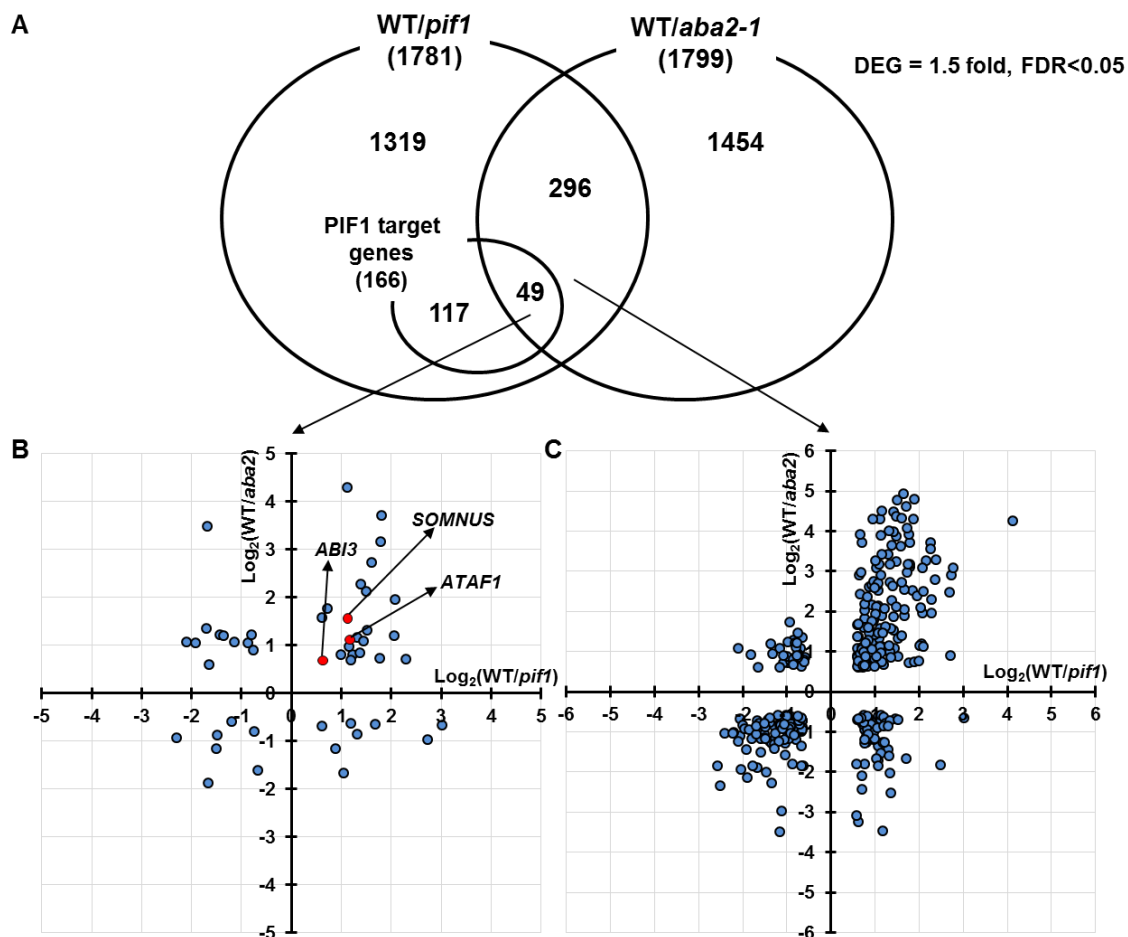 A
WT/pif1
(1781)
WT/aba2-1
(1799)
DEG = 1.5 fold, FDR<0.05
1319
1454
296
PIF1 target
genes
(166)
117
49
B
5
4
3
2
1
0
-1
-2
-3
-4
-5
-5 -4 -3 -2 -1 0 1 2 3 4 5
Log2(WT/aba2)
Log2(WT/pif1)
ABI3
SOMNUS
ATAF1
C
6
5
4
3
2
1
0
-1
-2
-3
-4
-5
-6
-6 -5 -4 -3 -2 -1 0 1 2 3 4 5 6
Log2(WT/aba2)
Log2(WT/pif1)